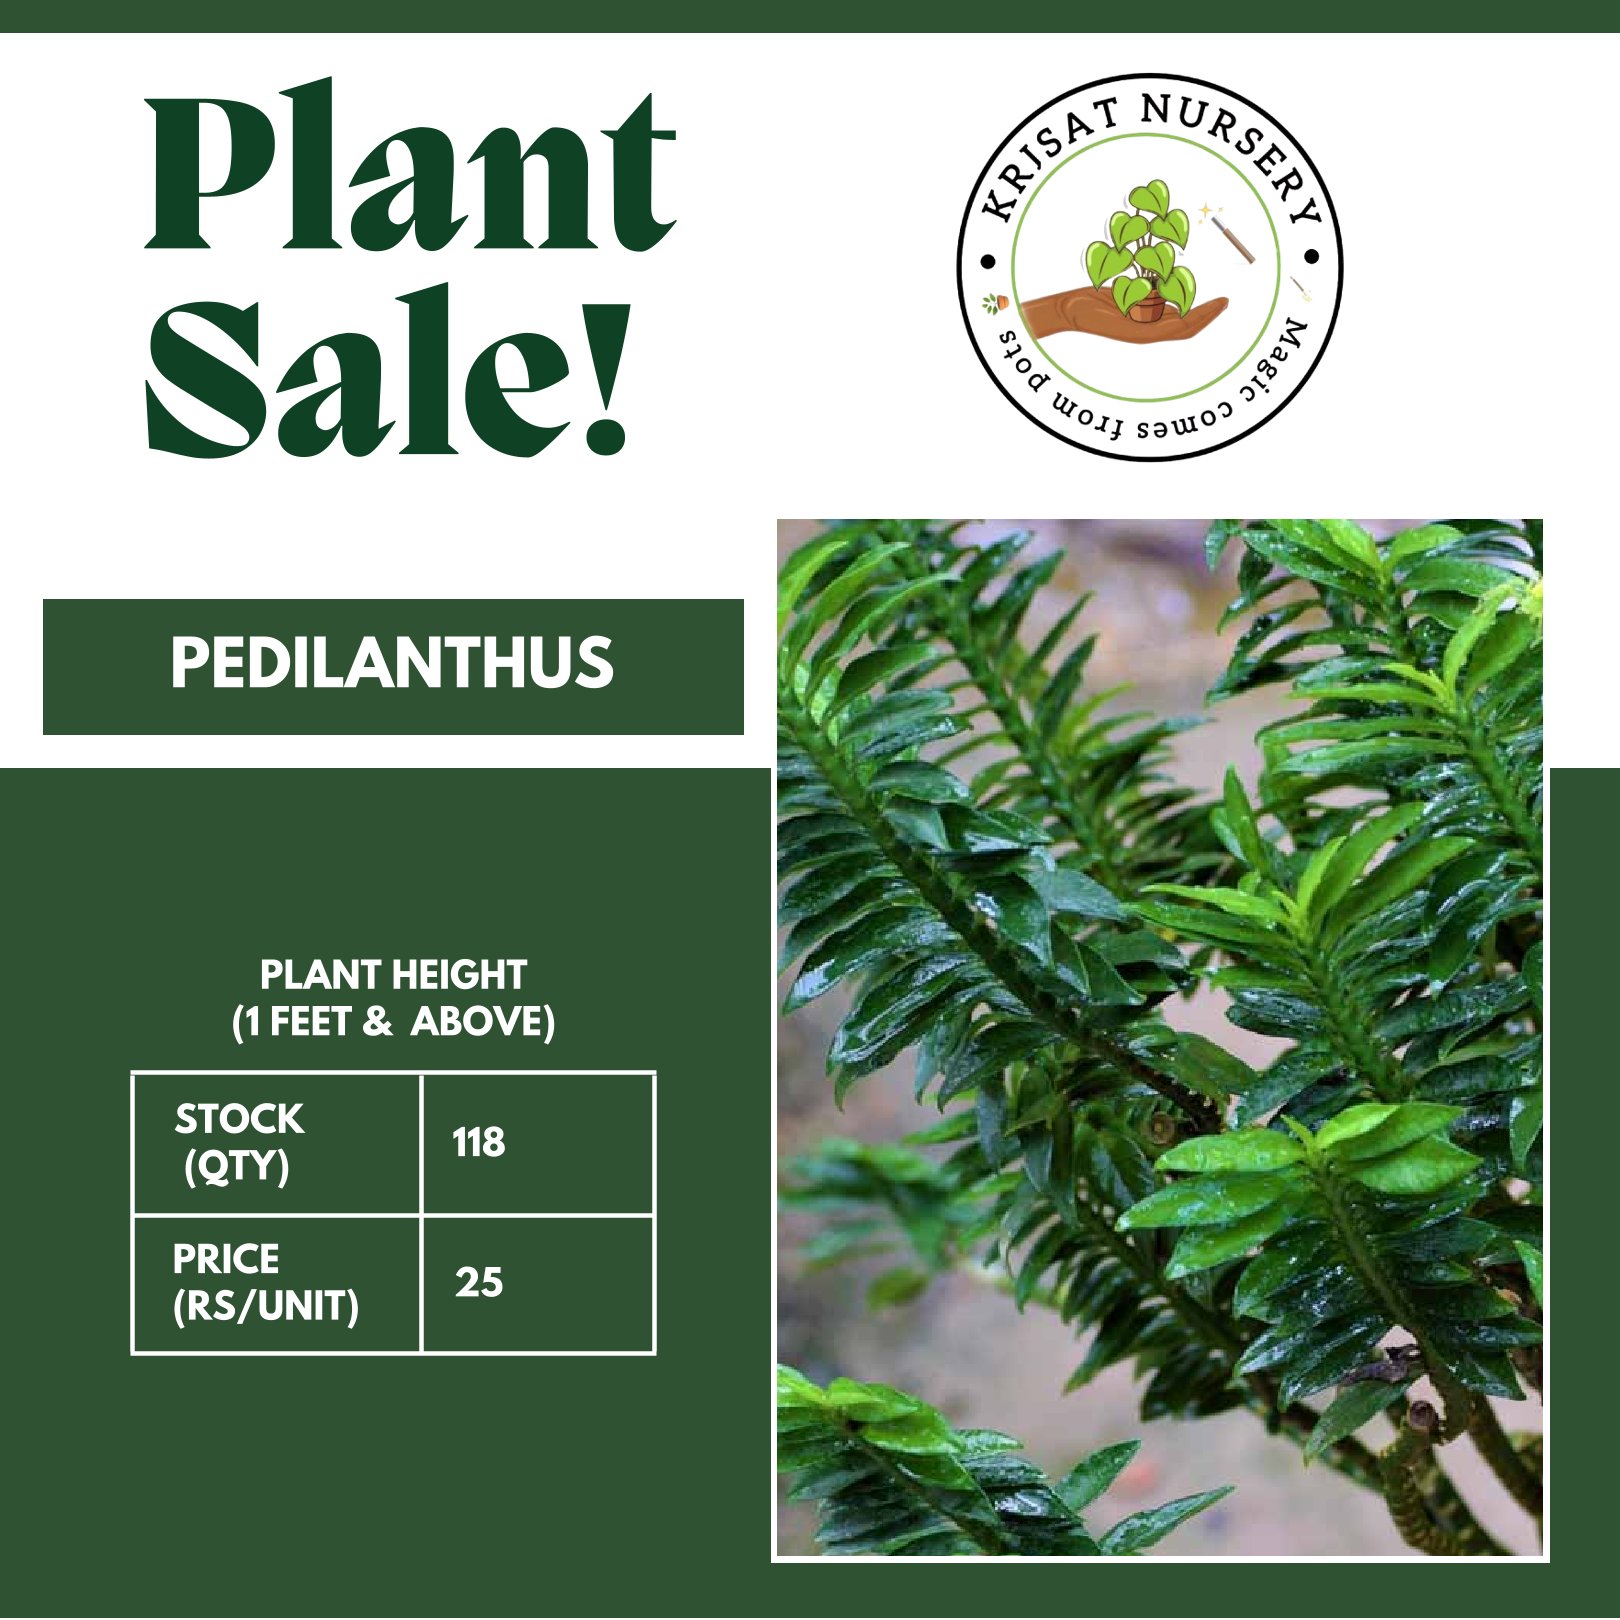 Plant
Sale!
KRJSAT NURSERY
Magic comes from pots
PEDILANTHUS
PLANT HEIGHT
(1 FEET & ABOVE)
STOCK
(QTY)
118
PRICE
(RS/UNIT)
25